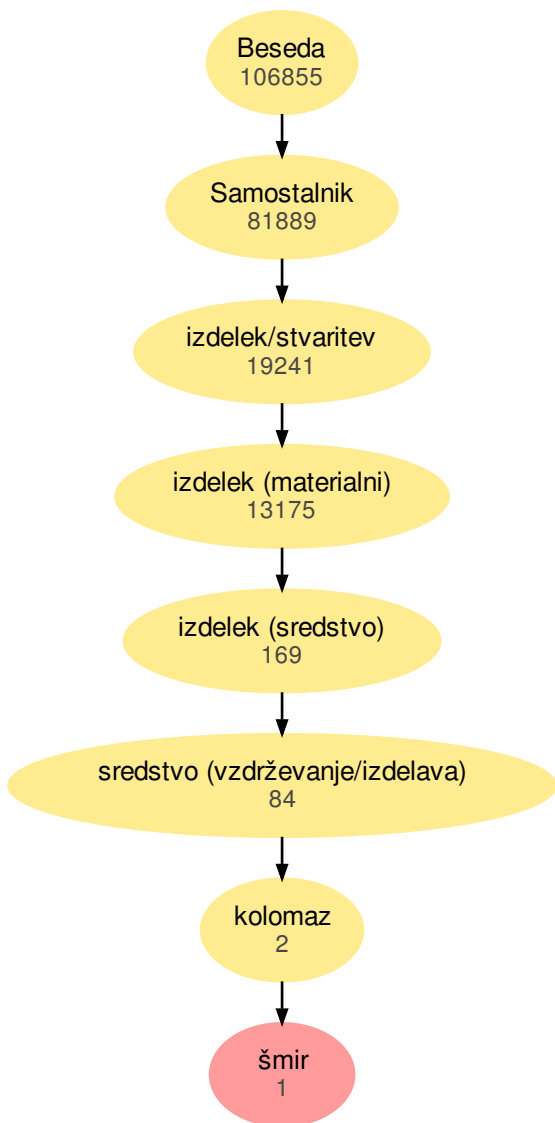 Beseda
106855
Samostalnik
81889
izdelek/stvaritev
19241
izdelek (materialni)
13175
izdelek (sredstvo)
169
sredstvo (vzdrževanje/izdelava)
84
kolomaz
2
šmir
1